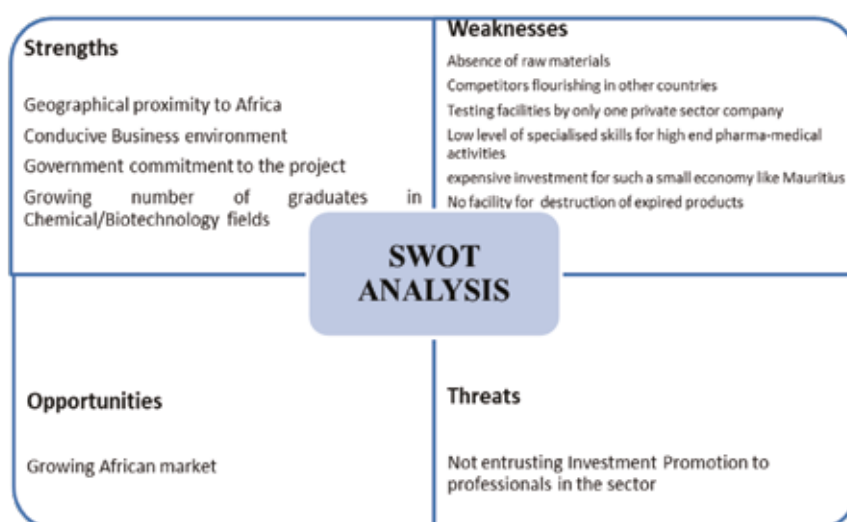 Strengths
Geographical proximity to Africa
Conducive Business environment
Government commitment to the project
Growing number of graduates in
Chemical/Biotechnology fields
Weaknesses
Absence of raw materials
Competitors flourishing in other countries
Testing facilities by only one private sector company
Low level of specialised skills for high end pharma-medical
activities
expensive investment for such a small economy like Mauritius
No facility for destruction of expired products
SWOT
ANALYSIS
Opportunities
Growing African market
Threats
Not entrusting Investment Promotion to
professionals in the sector